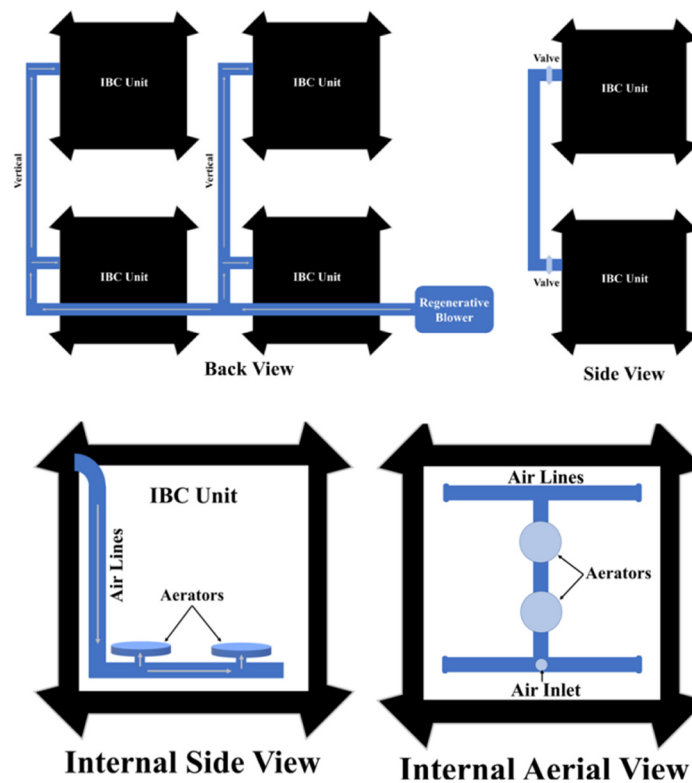 IBC Unit
IBC Unit
Valve
IBC Unit
Vertical
Vertical
IBC Unit
IBC Unit
IBC Unit
Valve
Regenerative
Blower
Back View
Side View
IBC Unit
Air Lines
Aerators
Air Lines
Aerators
Air Inlet
Internal Side View
Internal Aerial View